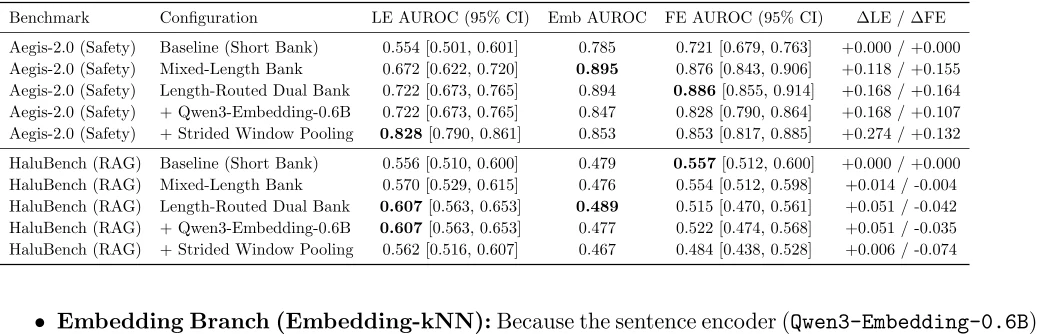 Benchmark Configuration LE AUROC (95% CI) Emb AUROC FE AUROC (95% CI) ΔLE / ΔFE
Aegis-2.0 (Safety) Baseline (Short Bank) 0.554 [0.501, 0.601] 0.785 0.721 [0.679, 0.763] +0.000 / +0.000
Aegis-2.0 (Safety) Mixed-Length Bank 0.672 [0.622, 0.720] 0.895 0.876 [0.843, 0.906] +0.118 / +0.155
Aegis-2.0 (Safety) Length-Routed Dual Bank 0.722 [0.673, 0.765] 0.894 0.886 [0.855, 0.914] +0.168 / +0.164
Aegis-2.0 (Safety) + Qwen3-Embedding-0.6B 0.722 [0.673, 0.765] 0.847 0.828 [0.790, 0.864] +0.168 / +0.107
Aegis-2.0 (Safety) + Strided Window Pooling 0.828 [0.790, 0.861] 0.853 0.853 [0.817, 0.885] +0.274 / +0.132
HaluBench (RAG) Baseline (Short Bank) 0.556 [0.510, 0.600] 0.479 0.557 [0.512, 0.600] +0.000 / +0.000
HaluBench (RAG) Mixed-Length Bank 0.570 [0.529, 0.615] 0.476 0.554 [0.512, 0.598] +0.014 / -0.004
HaluBench (RAG) Length-Routed Dual Bank 0.607 [0.563, 0.653] 0.489 0.515 [0.470, 0.561] +0.051 / -0.042
HaluBench (RAG) + Qwen3-Embedding-0.6B 0.607 [0.563, 0.653] 0.477 0.522 [0.474, 0.568] +0.051 / -0.035
HaluBench (RAG) + Strided Window Pooling 0.562 [0.516, 0.607] 0.467 0.484 [0.438, 0.528] +0.006 / -0.074
• Embedding Branch (Embedding-kNN): Because the sentence encoder (Qwen3-Embedding-0.6B)